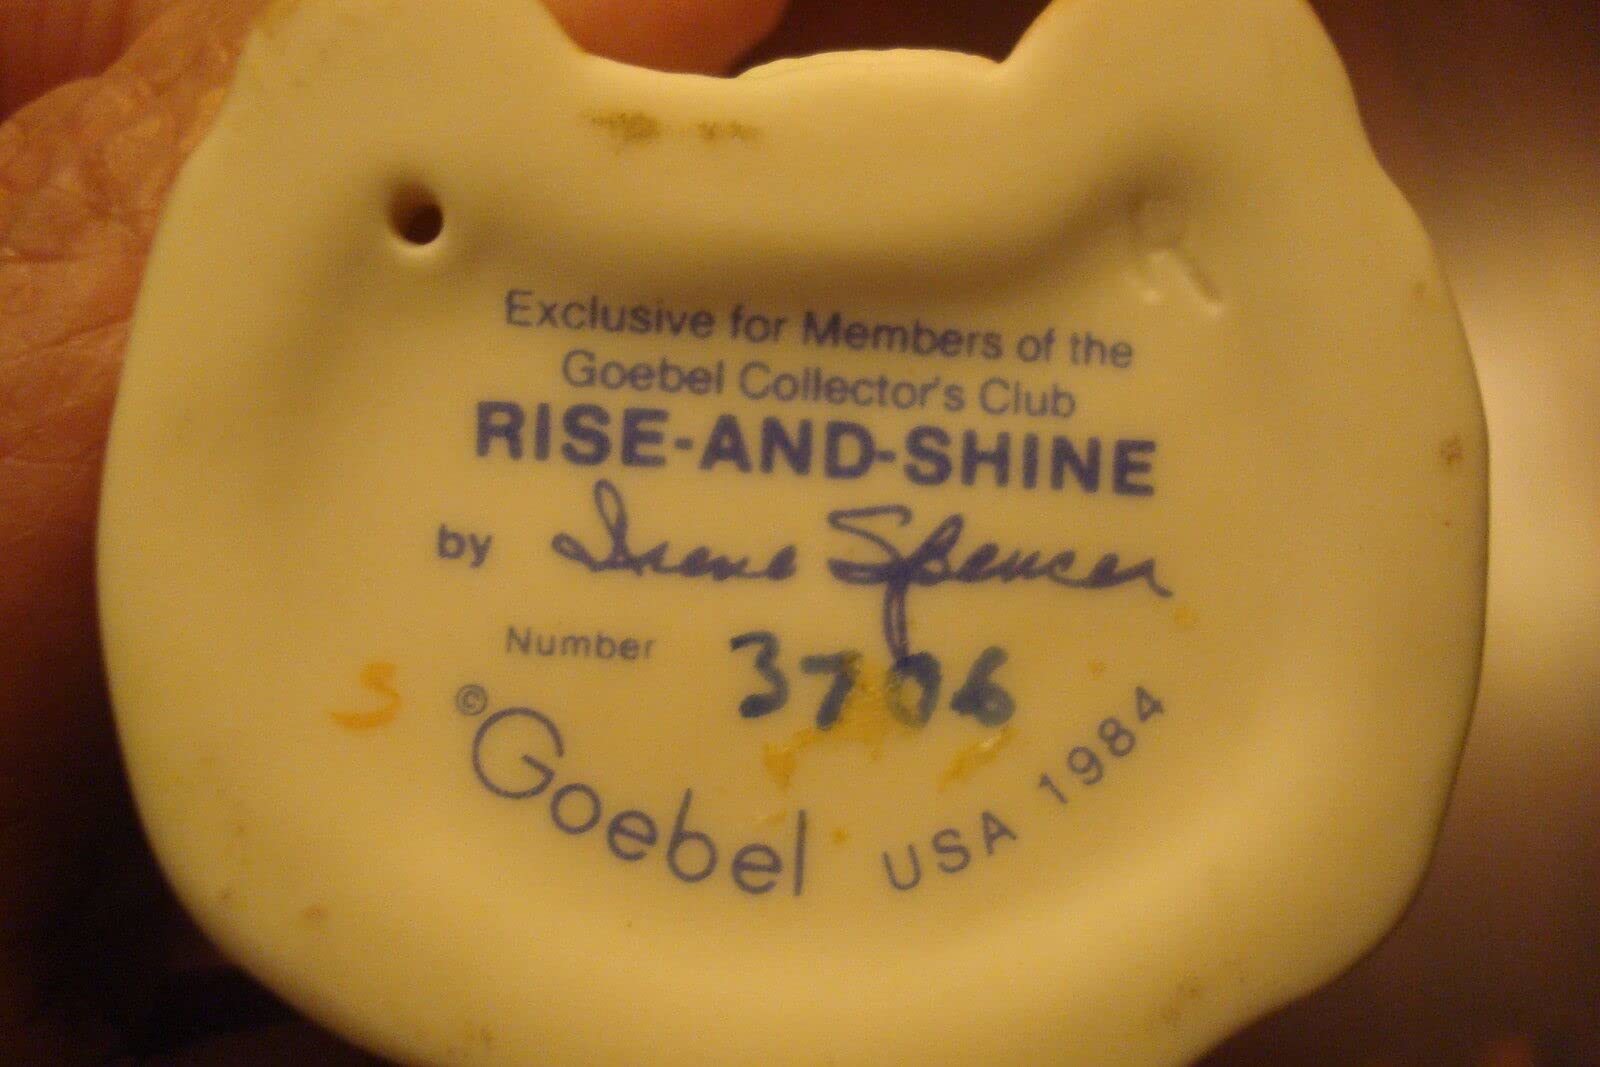 Exclusive for Members of the
Goebel Collector's Club
RISE-AND-SHINE
by Irene Spencer
Number 3706
S
© Goebel USA 1984